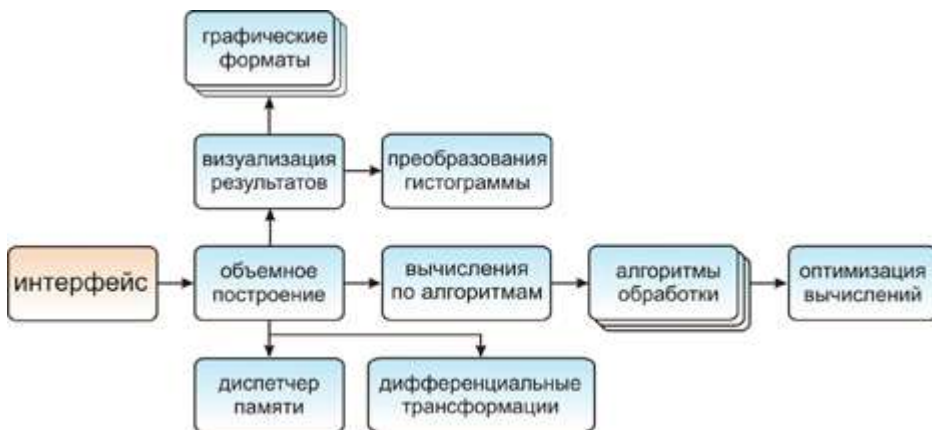 графические
форматы
визуализация
результатов
преобразования
гистограммы
интерфейс
объемное
построение
вычисления
по алгоритмам
алгоритмы
обработки
оптимизация
вычислений
диспетчер
памяти
дифференциальные
трансформации